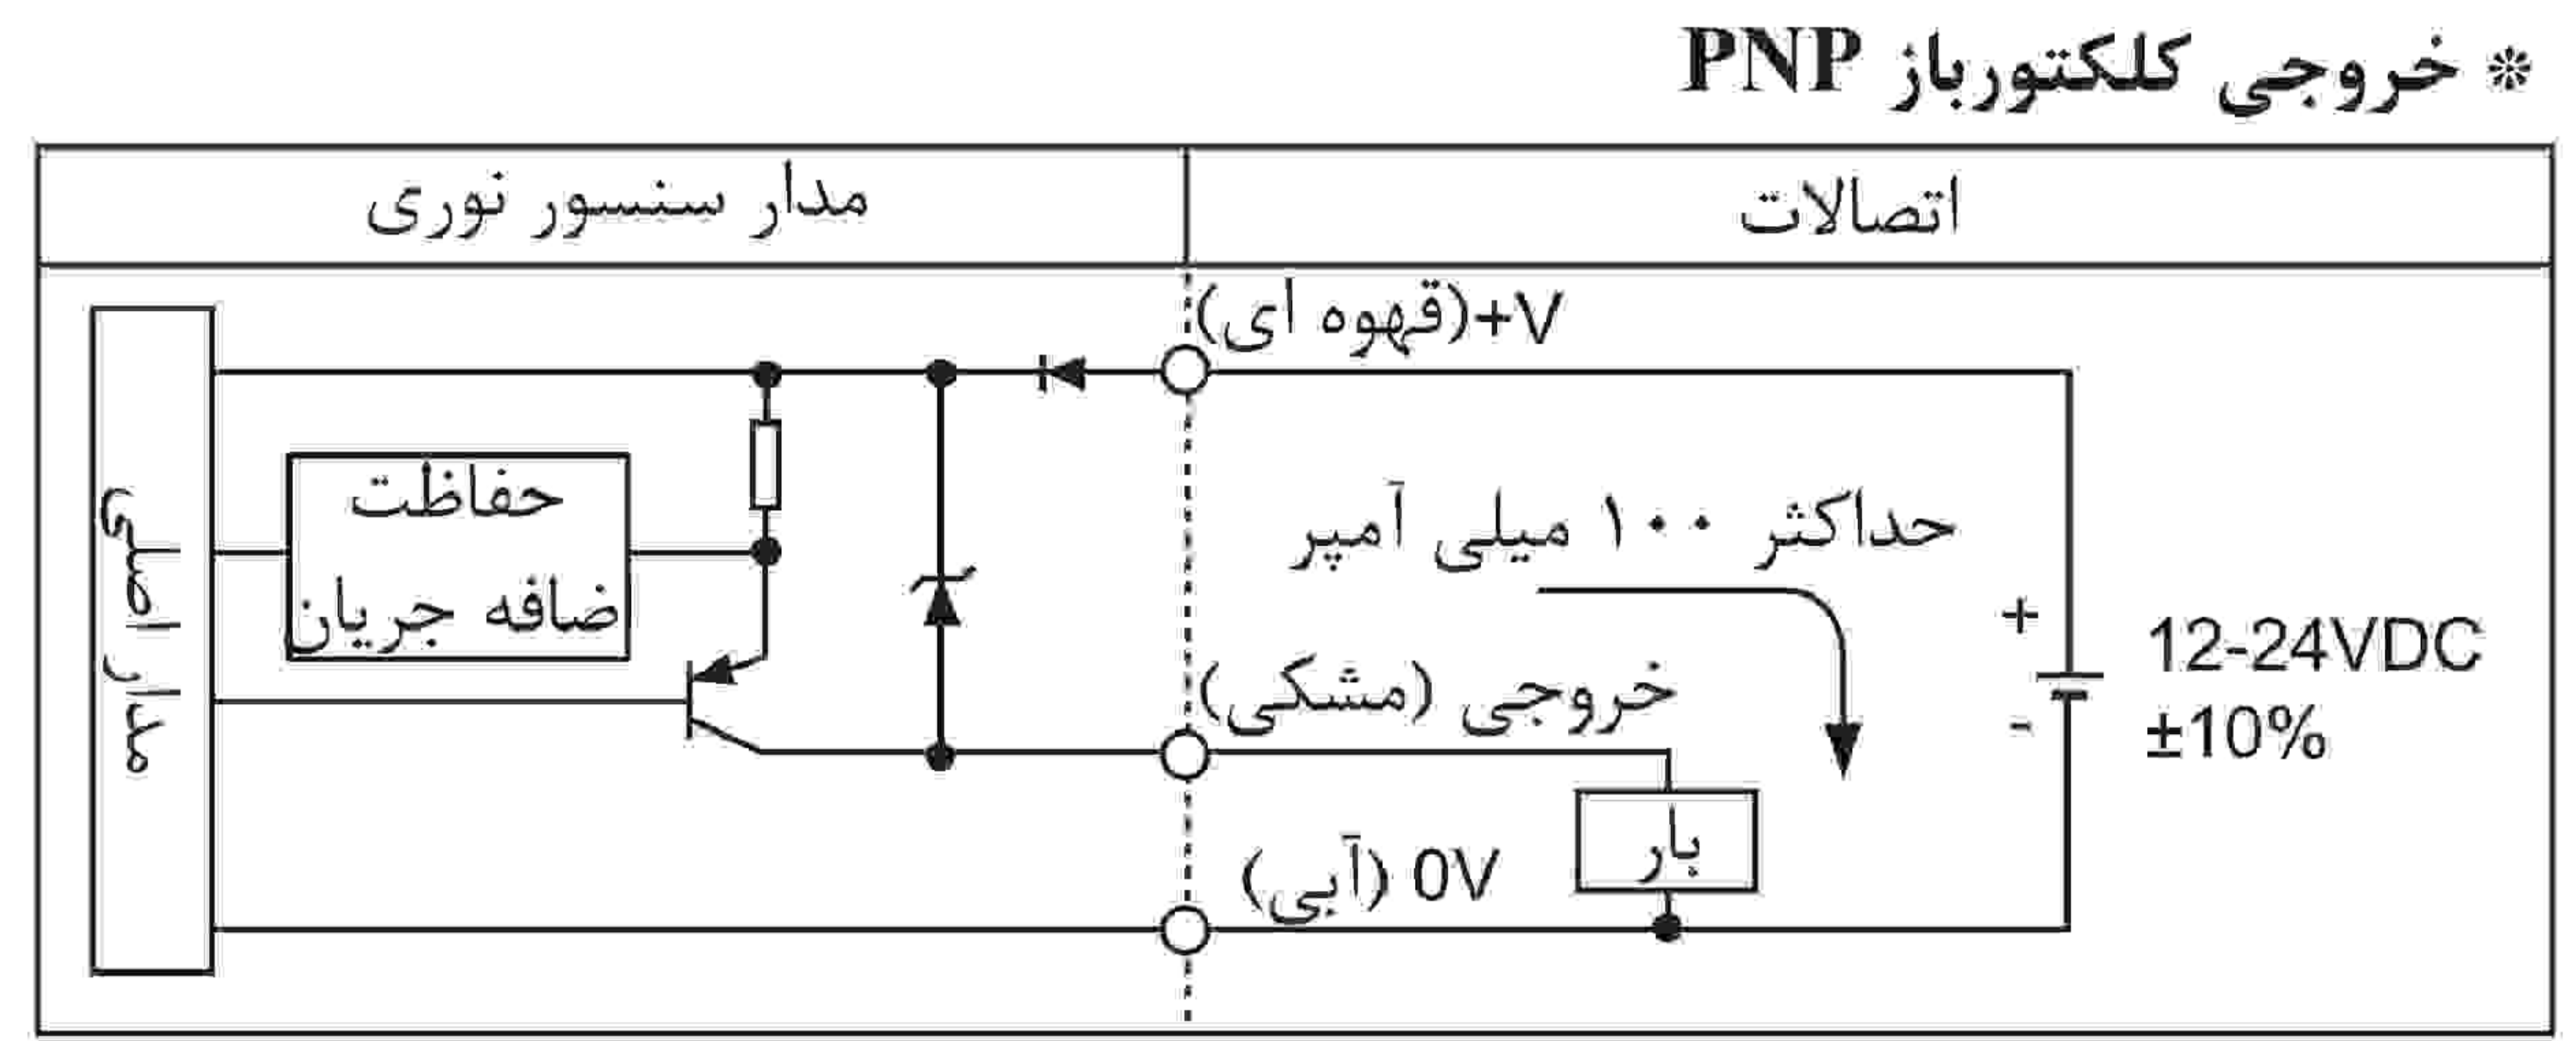 * خروجی کلکتورباز PNP
اتصالات
مدار سنسور نوری
+V(قهوه ای)
حداکثر ۱۰۰ میلی آمپر
خروجی (مشکی)
0V (آبی)
بار
+
-
12-24VDC
±10%
حفاظت
ضافه جریان
مدار اصلی